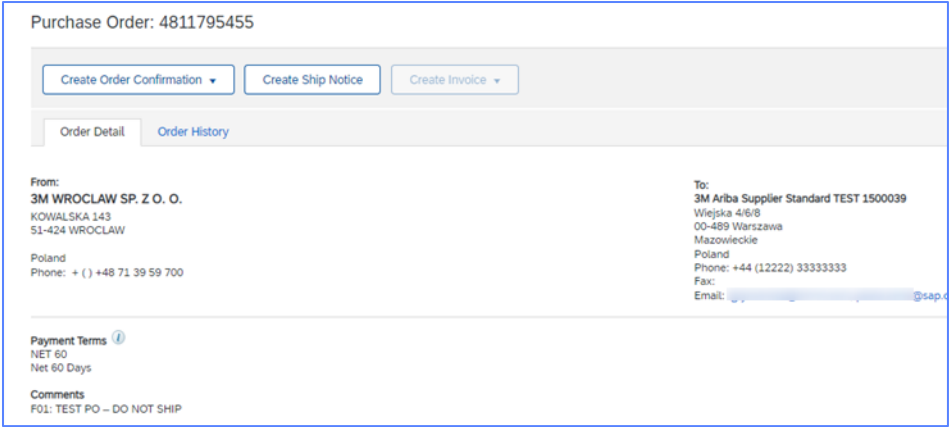 Purchase Order: 4811795455
Create Order Confirmation
Create Ship Notice
Create Invoice
Order Detail
Order History
From:
3M WROCLAW SP. Z O. O.
KOWALSKA 143
51-424 WROCLAW
Poland
Phone: + ( ) +48 71 39 59 700
To:
3M Ariba Supplier Standard TEST 1500039
Wiejska 4/6/8
00-489 Warszawa
Mazowieckie
Poland
Phone: +44 (12222) 33333333
Fax:
Email: @sap.
Payment Terms i
NET 60
Net 60 Days
Comments
F01: TEST PO – DO NOT SHIP